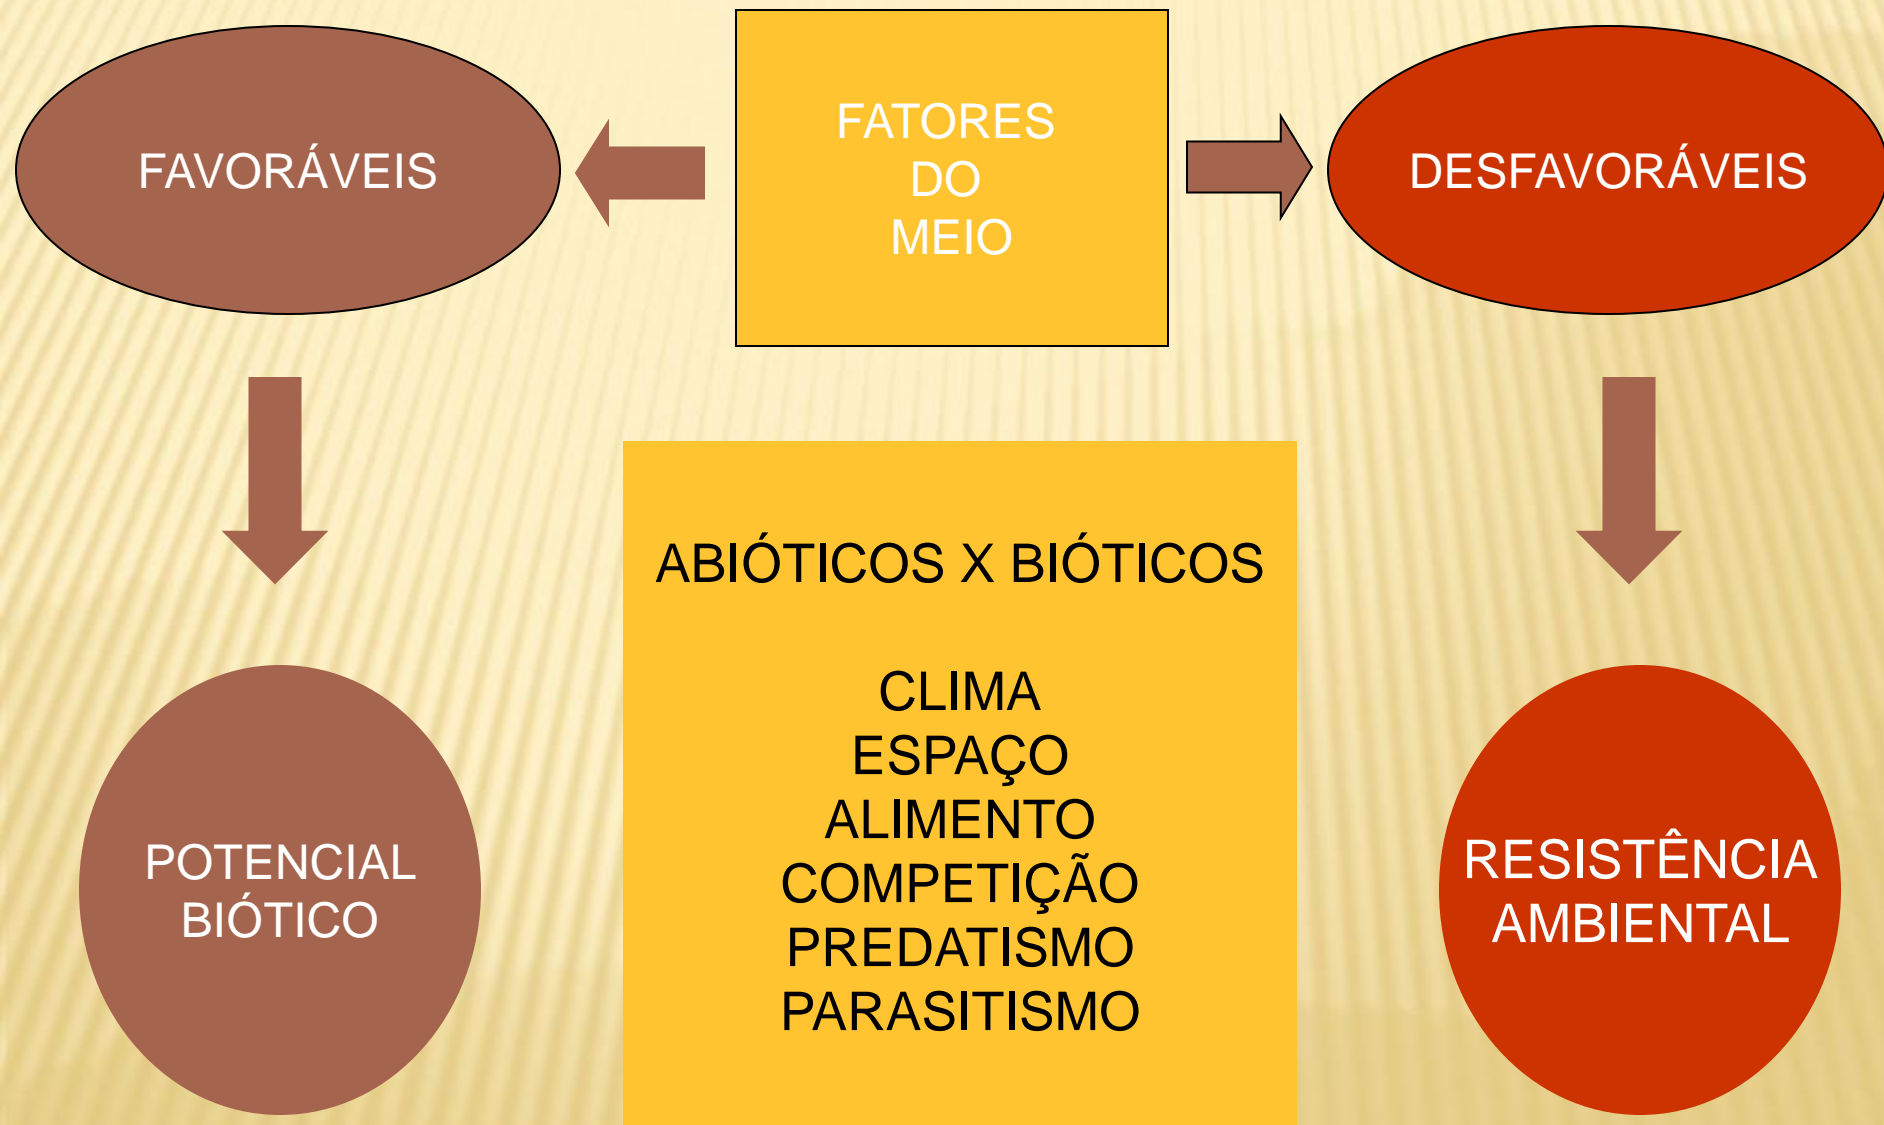 FAVORÁVEIS
FATORES
DO
MEIO
DESFAVORÁVEIS
ABIÓTICOS X BIÓTICOS
CLIMA
ESPAÇO
ALIMENTO
COMPETIÇÃO
PREDATISMO
PARASITISMO
POTENCIAL
BIÓTICO
RESISTÊNCIA
AMBIENTAL